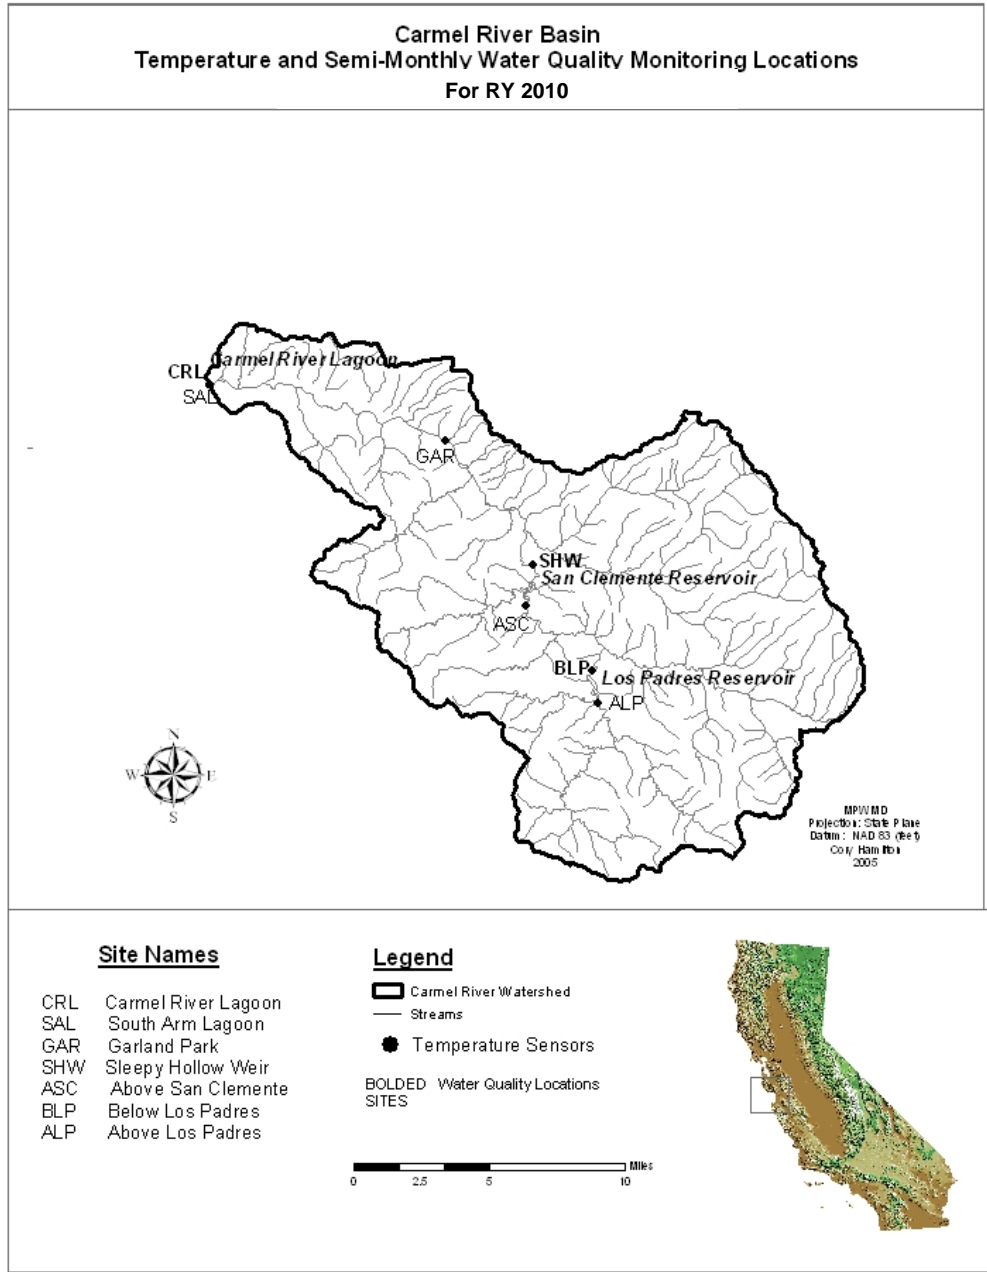 Carmel River Basin
Temperature and Semi-Monthly Water Quality Monitoring Locations
For RY 2010
Carmel River Lagoon
CRL
SAL
GAR
SHW
San Clemente Reservoir
ASC
BLP
Los Padres Reservoir
ALP
N
W E
S
MPWMD
Projection: State Plane
Datum: NAD 83 (feet)
Cory Hamilton
2005
Site Names
CRL Carmel River Lagoon
SAL South Arm Lagoon
GAR Garland Park
SHW Sleepy Hollow Weir
ASC Above San Clemente
BLP Below Los Padres
ALP Above Los Padres
Legend
Carmel River Watershed
Streams
Temperature Sensors
BOLDED Water Quality Locations
SITES
Miles
0 2.5 5 10